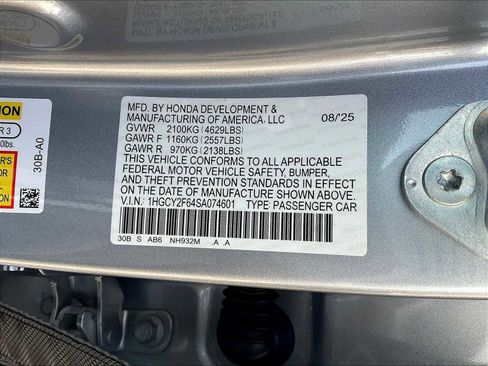 MFD. BY HONDA DEVELOPMENT &
MANUFACTURING OF AMERICA, LLC 08/'25
GVWR 2100KG (4629LBS)
GAWR F 1160KG (2557LBS)
GAWR R 970KG (2138LBS)
THIS VEHICLE CONFORMS TO ALL APPLICABLE
FEDERAL MOTOR VEHICLE SAFETY, BUMPER,
AND THEFT PREVENTION STANDARDS IN EFFECT
ON THE DATE OF MANUFACTURE SHOWN ABOVE.
V.I.N.: 1HGCY2F64SA074601 TYPE PASSENGER CAR
30B S AB6 NH932M .A .A
30B-A0
R 3